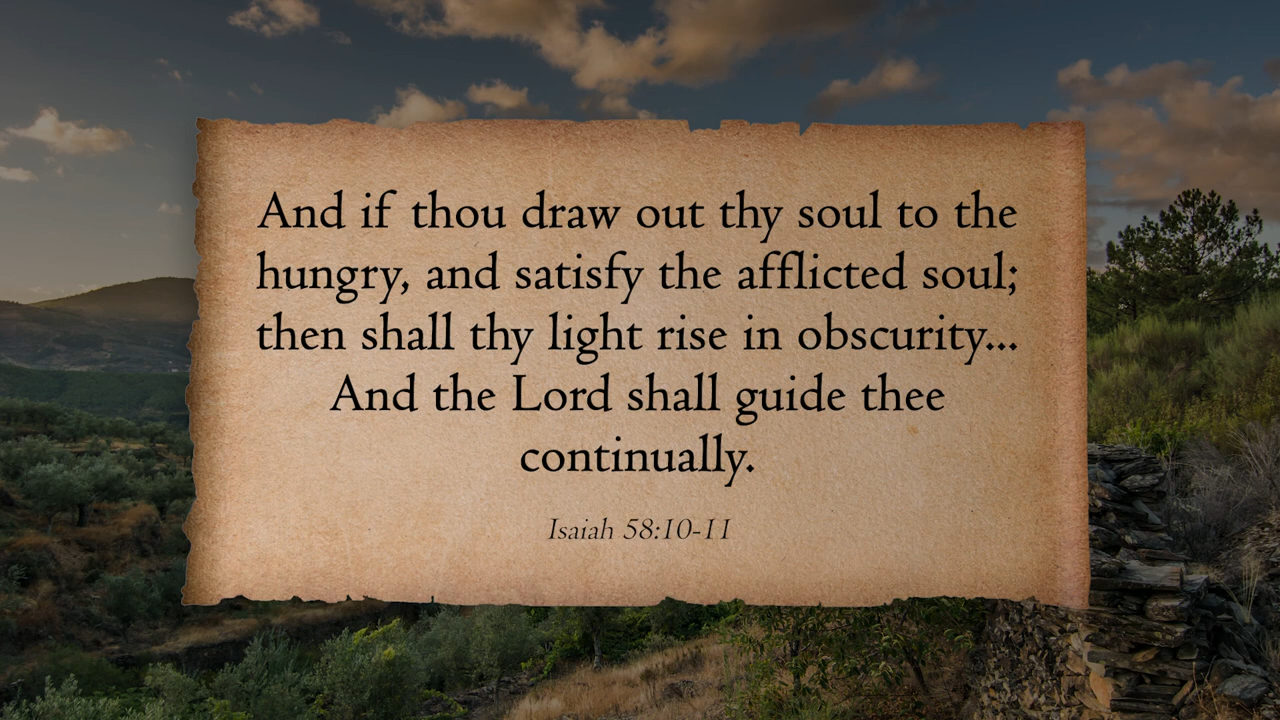 And if thou draw out thy soul to the
hungry, and satisfy the afflicted soul;
then shall thy light rise in obscurity...
And the Lord shall guide thee
continually.
Isaiah 58:10-11